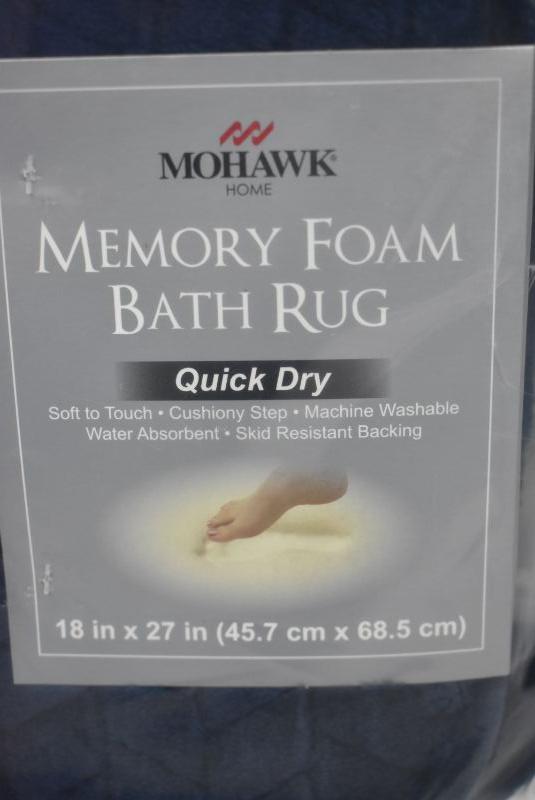 MOHAWK®
HOME
MEMORY FOAM
BATH RUG
Quick Dry
Soft to Touch • Cushiony Step • Machine Washable
Water Absorbent • Skid Resistant Backing
18 in x 27 in (45.7 cm x 68.5 cm)